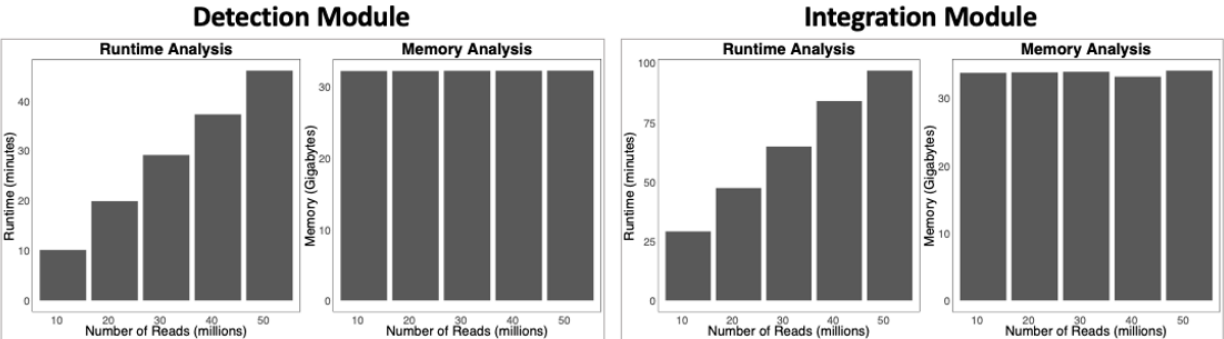 Detection Module
Runtime Analysis
Runtime (minutes)
40
30
20
10
0
10 20 30 40 50
Number of Reads (millions)
Memory Analysis
Memory (Gigabytes)
30
20
10
0
10 20 30 40 50
Number of Reads (millions)
Integration Module
Runtime Analysis
Runtime (minutes)
100
75
50
25
0
10 20 30 40 50
Number of Reads (millions)
Memory Analysis
Memory (Gigabytes)
30
20
10
0
10 20 30 40 50
Number of Reads (millions)